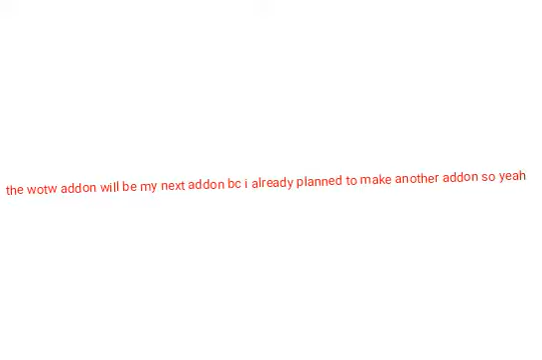 the wotw addon will be my next addon bc i already planned to make another addon so yeah